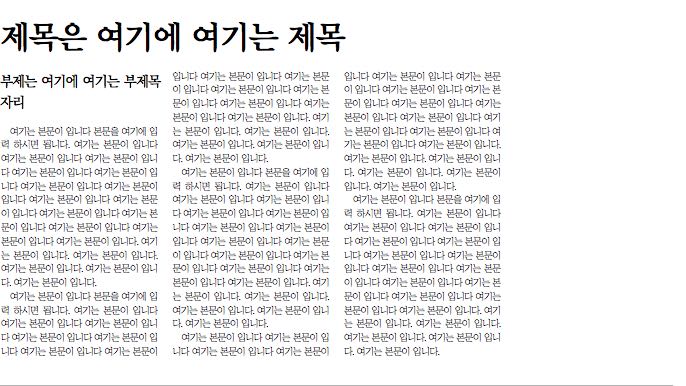 제목은 여기에 여기는 제목
부제는 여기에 여기는 부제목
자리
여기는 본문이 입니다 본문을 여기에 입
력 하시면 됩니다. 여기는 본문이 입니다
여기는 본문이 입니다 여기는 본문이 입니
다 여기는 본문이 입니다 여기는 본문이 입
니다 여기는 본문이 입니다 여기는 본문이
입니다 여기는 본문이 입니다 여기는 본문
이 입니다 여기는 본문이 입니다 여기는 본
문이 입니다 여기는 본문이 입니다 여기는
본문이 입니다 여기는 본문이 입니다. 여기
는 본문이 입니다. 여기는 본문이 입니다.
여기는 본문이 입니다. 여기는 본문이 입니
다. 여기는 본문이 입니다.
여기는 본문이 입니다 본문을 여기에 입
력 하시면 됩니다. 여기는 본문이 입니다
여기는 본문이 입니다 여기는 본문이 입니
다 여기는 본문이 입니다 여기는 본문이 입
니다 여기는 본문이 입니다 여기는 본문이
입니다 여기는 본문이 입니다 여기는 본문
이 입니다 여기는 본문이 입니다 여기는 본
문이 입니다 여기는 본문이 입니다 여기는
본문이 입니다 여기는 본문이 입니다. 여기
는 본문이 입니다. 여기는 본문이 입니다.
여기는 본문이 입니다. 여기는 본문이 입니
다. 여기는 본문이 입니다.
여기는 본문이 입니다 본문을 여기에 입
력 하시면 됩니다. 여기는 본문이 입니다
여기는 본문이 입니다 여기는 본문이 입니
다 여기는 본문이 입니다 여기는 본문이 입
니다 여기는 본문이 입니다 여기는 본문이
입니다 여기는 본문이 입니다 여기는 본문
이 입니다 여기는 본문이 입니다 여기는 본
문이 입니다 여기는 본문이 입니다 여기는
본문이 입니다 여기는 본문이 입니다. 여기
는 본문이 입니다. 여기는 본문이 입니다.
여기는 본문이 입니다. 여기는 본문이 입니
다. 여기는 본문이 입니다.
여기는 본문이 입니다 여기는 본문이
입니다 여기는 본문이 입니다 여기는 본문이
입니다 여기는 본문이 입니다 여기는 본문
이 입니다 여기는 본문이 입니다 여기는 본
문이 입니다 여기는 본문이 입니다 여기는
본문이 입니다 여기는 본문이 입니다 여기
는 본문이 입니다 여기는 본문이 입니다 여
기는 본문이 입니다 여기는 본문이 입니다.
여기는 본문이 입니다. 여기는 본문이 입니
다. 여기는 본문이 입니다. 여기는 본문이
입니다. 여기는 본문이 입니다.
여기는 본문이 입니다 본문을 여기에 입
력 하시면 됩니다. 여기는 본문이 입니다
여기는 본문이 입니다 여기는 본문이 입니
다 여기는 본문이 입니다 여기는 본문이 입
니다 여기는 본문이 입니다 여기는 본문이
입니다 여기는 본문이 입니다 여기는 본문
이 입니다 여기는 본문이 입니다 여기는 본
문이 입니다 여기는 본문이 입니다 여기는
본문이 입니다 여기는 본문이 입니다. 여기
는 본문이 입니다. 여기는 본문이 입니다.
여기는 본문이 입니다. 여기는 본문이 입니
다. 여기는 본문이 입니다.